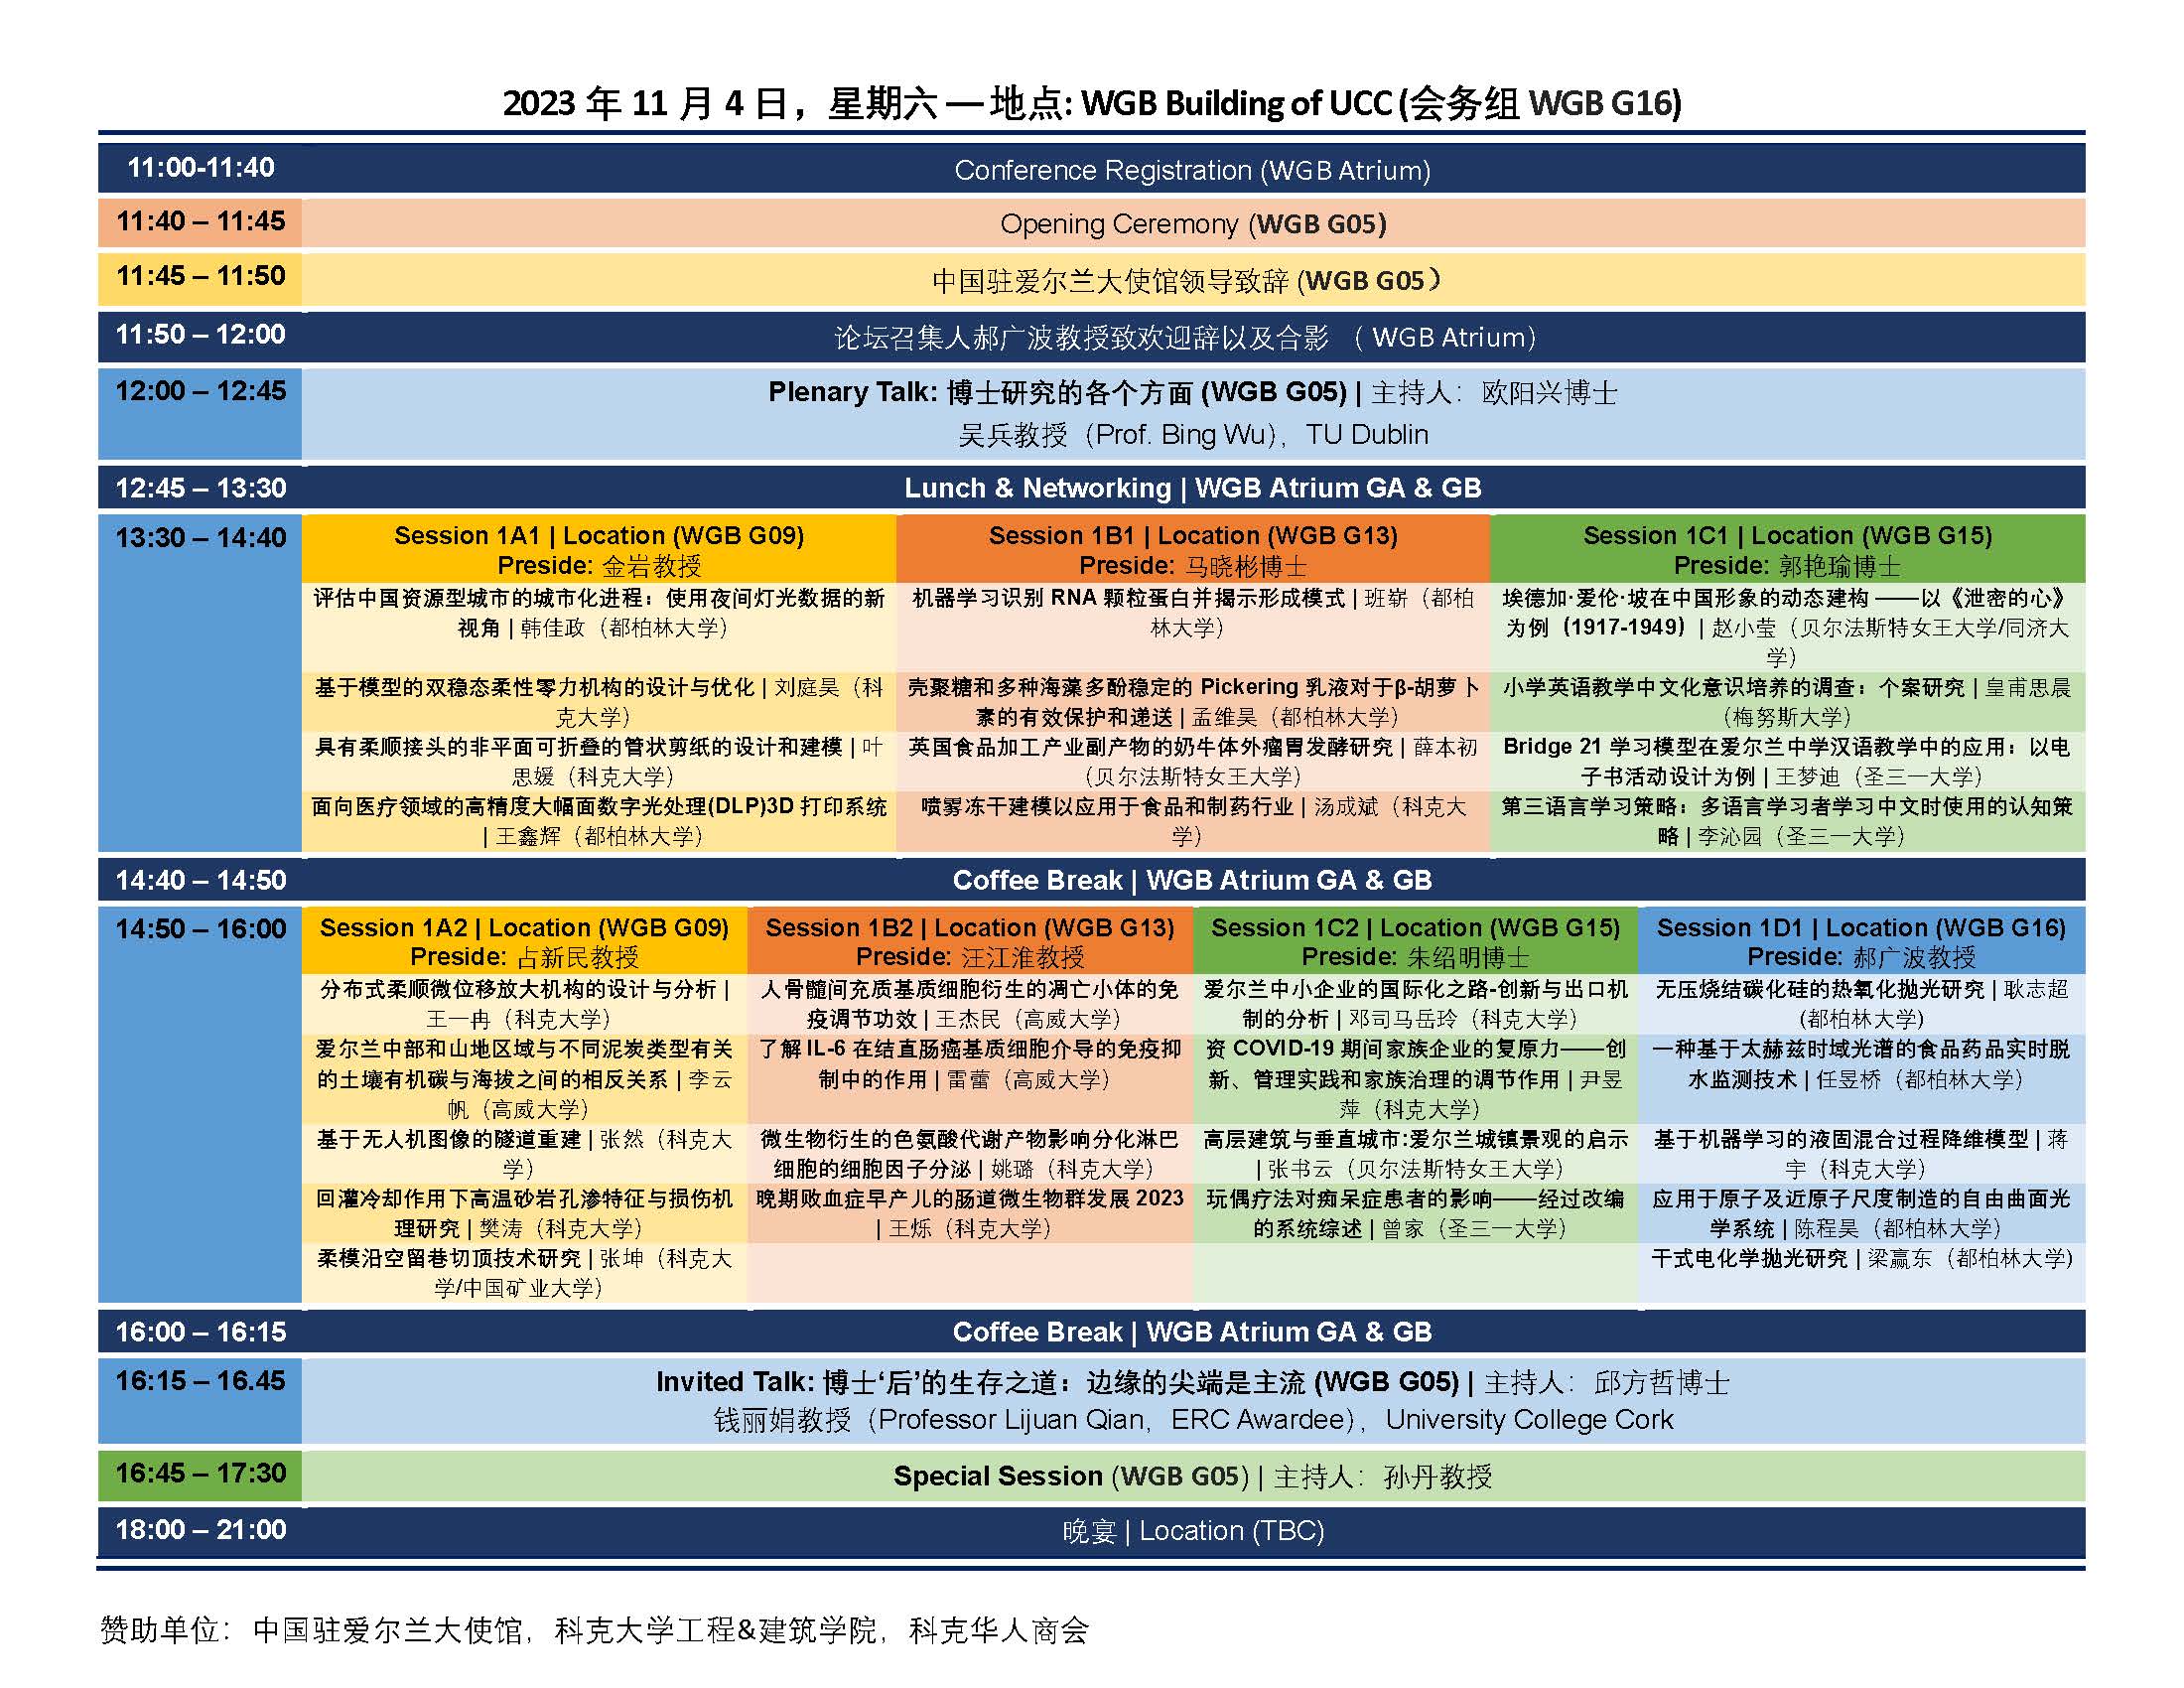 2023 年 11 月 4 日，星期六 — 地点: WGB Building of UCC (会务组 WGB G16)
11:00-11:40
Conference Registration (WGB Atrium)
11:40 – 11:45
Opening Ceremony (WGB G05)
11:45 – 11:50
中国驻爱尔兰大使馆领导致辞 (WGB G05）
11:50 – 12:00
论坛召集人郝广波教授致欢迎辞以及合影 （ WGB Atrium）
12:00 – 12:45
Plenary Talk: 博士研究的各个方面 (WGB G05) | 主持人：欧阳兴博士
吴兵教授（Prof. Bing Wu），TU Dublin
12:45 – 13:30
Lunch & Networking | WGB Atrium GA & GB
13:30 – 14:40
Session 1A1 | Location (WGB G09)
Preside: 金岩教授
评估中国资源型城市的城市化进程：使用夜间灯光数据的新
视角 | 韩佳政（都柏林大学）
基于模型的双稳态柔性零力机构的设计与优化 | 刘庭昊（科
克大学）
具有柔顺接头的非平面可折叠的管状剪纸的设计和建模 | 叶
思媛（科克大学）
面向医疗领域的高精度大幅面数字光处理(DLP)3D 打印系统
| 王鑫辉（都柏林大学）
Session 1B1 | Location (WGB G13)
Preside: 马晓彬博士
机器学习识别 RNA 颗粒蛋白并揭示形成模式 | 班崭（都柏
林大学）
壳聚糖和多种海藻多酚稳定的 Pickering 乳液对于β-胡萝卜
素的有效保护和递送 | 孟维昊（都柏林大学）
英国食品加工产业副产物的奶牛体外瘤胃发酵研究 | 薛本初
（贝尔法斯特女王大学）
喷雾冻干建模以应用于食品和制药行业 | 汤成斌（科克大
学）
Session 1C1 | Location (WGB G15)
Preside: 郭艳瑜博士
埃德加·爱伦·坡在中国形象的动态建构 ——以《泄密的心》
为例（1917-1949）| 赵小莹（贝尔法斯特女王大学/同济大
学）
小学英语教学中文化意识培养的调查：个案研究 | 皇甫思晨
（梅努斯大学）
Bridge 21 学习模型在爱尔兰中学汉语教学中的应用：以电
子书活动设计为例 | 王梦迪（圣三一大学）
第三语言学习策略：多语言学习者学习中文时使用的认知策
略 | 李沁园（圣三一大学）
14:40 – 14:50
Coffee Break | WGB Atrium GA & GB
14:50 – 16:00
Session 1A2 | Location (WGB G09)
Preside: 占新民教授
分布式柔顺微位移放大机构的设计与分析 |
王一冉（科克大学）
爱尔兰中部和山地区域与不同泥炭类型有关
的土壤有机碳与海拔之间的相反关系 | 李云
帆（高威大学）
基于无人机图像的隧道重建 | 张然（科克大
学）
回灌冷却作用下高温砂岩孔渗特征与损伤机
理研究 | 樊涛（科克大学）
柔模沿空留巷切顶技术研究 | 张坤（科克大
学/中国矿业大学）
Session 1B2 | Location (WGB G13)
Preside: 汪江淮教授
人骨髓间充质基质细胞衍生的凋亡小体的免
疫调节功效 | 王杰民（高威大学）
了解 IL-6 在结直肠癌基质细胞介导的免疫抑
制中的作用 | 雷蕾（高威大学）
微生物衍生的色氨酸代谢产物影响分化淋巴
细胞的细胞因子分泌 | 姚璐（科克大学）
晚期败血症早产儿的肠道微生物群发展 2023
| 王烁（科克大学）
Session 1C2 | Location (WGB G15)
Preside: 朱绍明博士
爱尔兰中小企业的国际化之路-创新与出口机
制的分析 | 邓司马岳玲（科克大学）
资 COVID-19 期间家族企业的复原力——创
新、管理实践和家族治理的调节作用 | 尹昱
萍（科克大学）
高层建筑与垂直城市:爱尔兰城镇景观的启示
| 张书云（贝尔法斯特女王大学）
玩偶疗法对痴呆症患者的影响——经过改编
的系统综述 | 曾家（圣三一大学）
Session 1D1 | Location (WGB G16)
Preside: 郝广波教授
无压烧结碳化硅的热氧化抛光研究 | 耿志超
（都柏林大学)
一种基于太赫兹时域光谱的食品药品实时脱
水监测技术 | 任昱桥（都柏林大学）
基于机器学习的液固混合过程降维模型 | 蒋
宇（科克大学）
应用于原子及近原子尺度制造的自由曲面光
学系统 | 陈程昊（都柏林大学）
干式电化学抛光研究 | 梁赢东（都柏林大学)
16:00 – 16:15
Coffee Break | WGB Atrium GA & GB
16:15 – 16.45
Invited Talk: 博士‘后’的生存之道：边缘的尖端是主流 (WGB G05) | 主持人：邱方哲博士
钱丽娟教授（Professor Lijuan Qian，ERC Awardee），University College Cork
16:45 – 17:30
Special Session (WGB G05) | 主持人：孙丹教授
18:00 – 21:00
晚宴 | Location (TBC)
赞助单位：中国驻爱尔兰大使馆，科克大学工程&建筑学院，科克华人商会